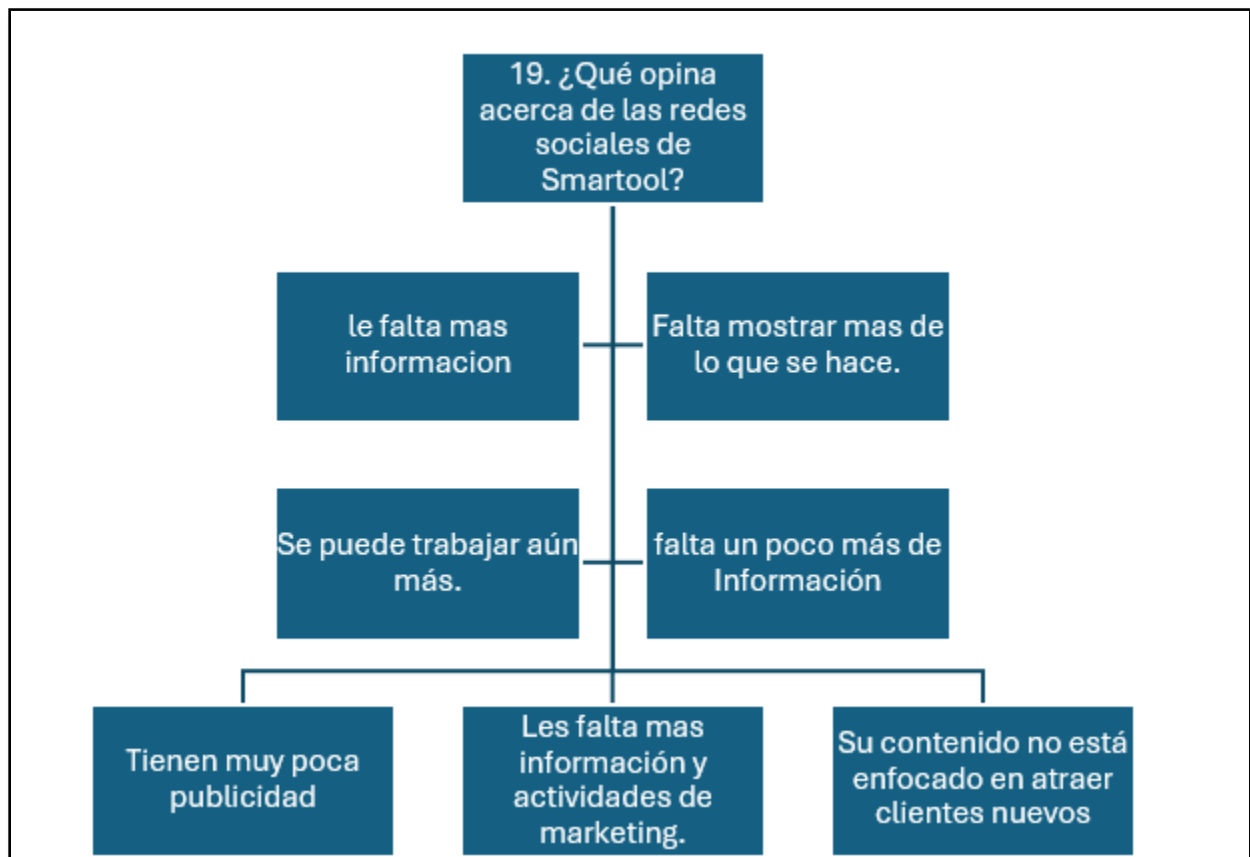 19. ¿Qué opina
acerca de las redes
sociales de
Smartool?
le falta mas
informacion
Falta mostrar mas de
lo que se hace.
Se puede trabajar aún
más.
falta un poco más de
Información
Tienen muy poca
publicidad
Les falta mas
información y
actividades de
marketing.
Su contenido no está
enfocado en atraer
clientes nuevos